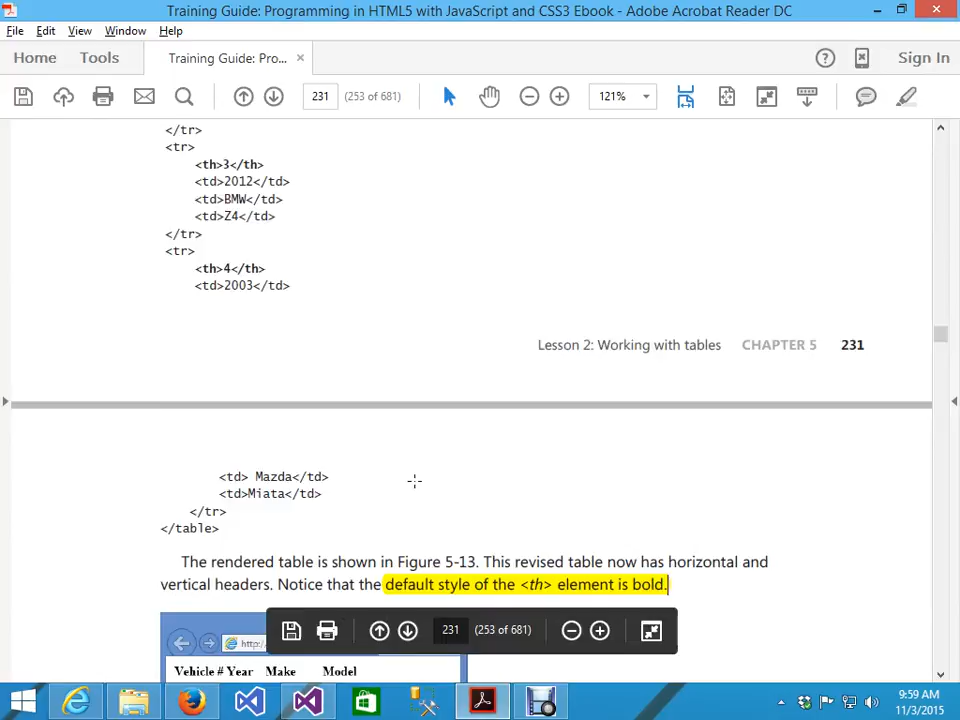 Training Guide: Programming in HTML5 with JavaScript and CSS3 Ebook - Adobe Acrobat Reader DC
File Edit View Window Help
Home Tools Training Guide: Pro... × Sign In
231 (253 of 681) 121%
</tr>
<tr>
<th>3</th>
<td>2012</td>
<td>BMW</td>
<td>Z4</td>
</tr>
<tr>
<th>4</th>
<td>2003</td>
Lesson 2: Working with tables CHAPTER 5 231
<td> Mazda</td>
<td>Miata</td>
</tr>
</table>
The rendered table is shown in Figure 5-13. This revised table now has horizontal and
vertical headers. Notice that the default style of the <th> element is bold.
231 (253 of 681)
http:/
Vehicle # Year Make Model
9:59 AM
11/3/2015